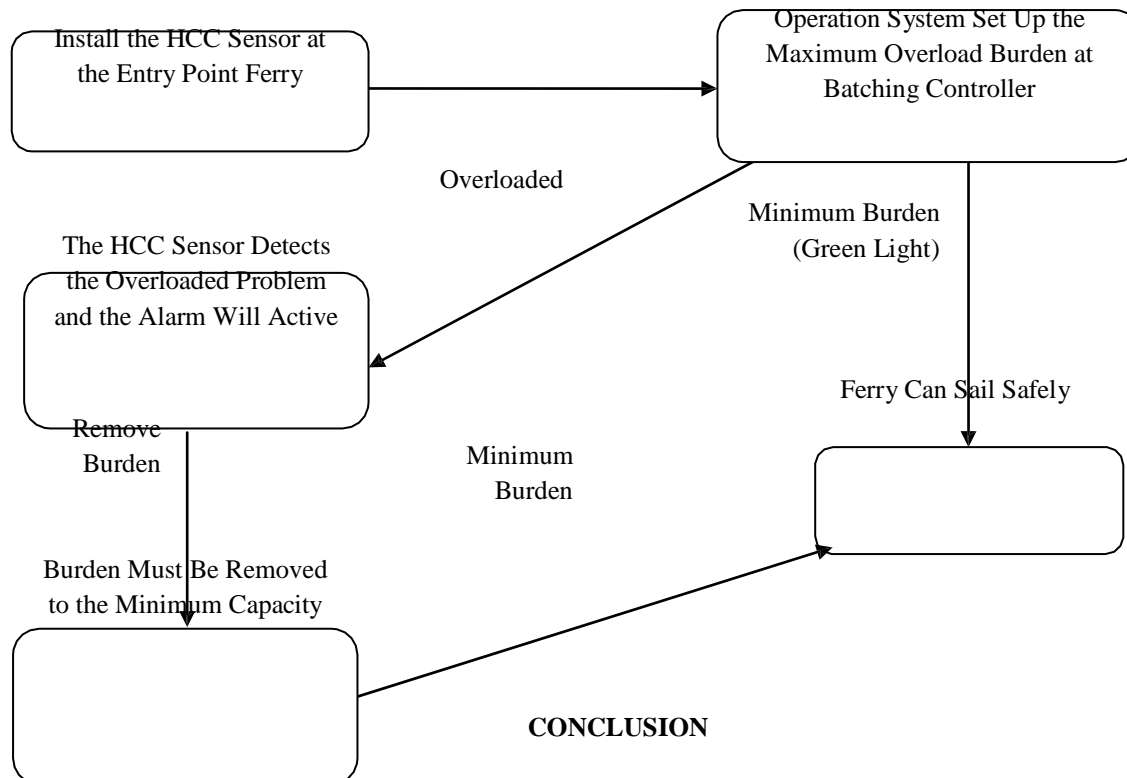 Install the HCC Sensor at
the Entry Point Ferry
Operation System Set Up the
Maximum Overload Burden at
Batching Controller
Overloaded
Minimum Burden
(Green Light)
The HCC Sensor Detects
the Overloaded Problem
and the Alarm Will Active
Ferry Can Sail Safely
Remove
Burden
Minimum
Burden
Burden Must Be Removed
to the Minimum Capacity
CONCLUSION